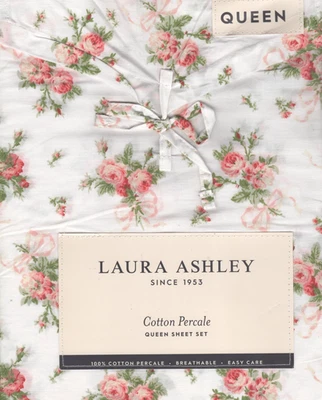 QUEEN
LAURA ASHLEY
SINCE 1953
Cotton Percale
QUEEN SHEET SET
100% COTTON PERCALE - BREATHABLE - EASY CARE